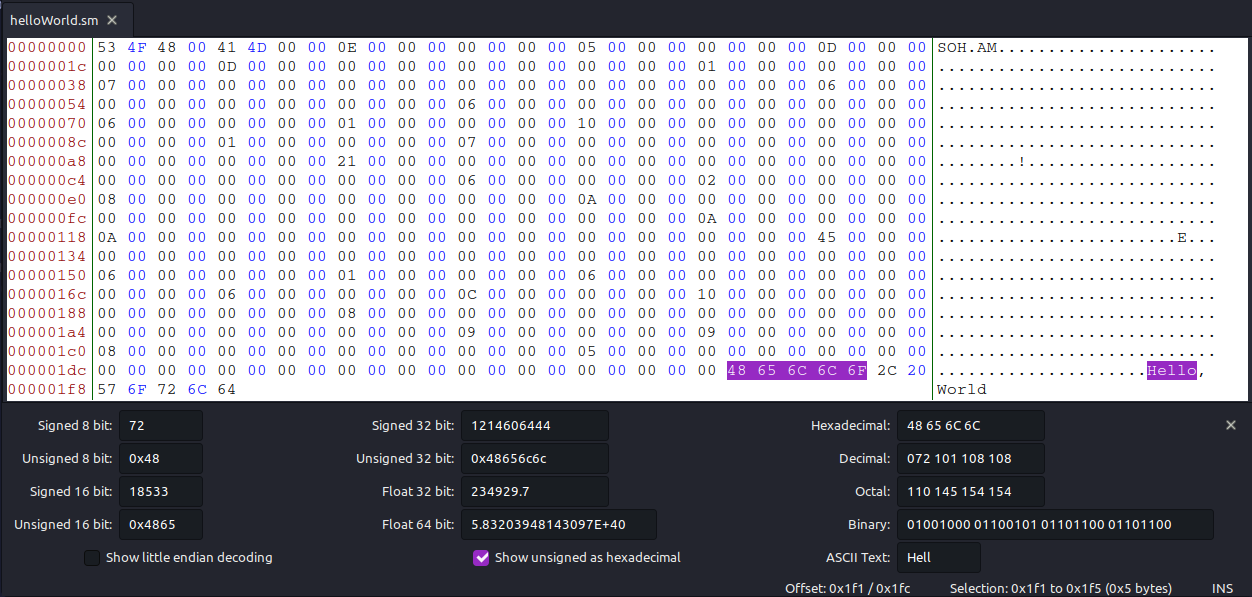 helloWorld.sm ×
00000000 53 4F 48 00 41 4D 00 00 0E 00 00 00 00 00 00 00 05 00 00 00 00 00 00 00 0D 00 00 00 SOH.AM......................
0000001c 00 00 00 00 0D 00 00 00 00 00 00 00 00 00 00 00 00 00 00 00 01 00 00 00 00 00 00 00 ............................
00000038 07 00 00 00 00 00 00 00 00 00 00 00 00 00 00 00 00 00 00 00 00 00 00 00 06 00 00 00 ............................
00000054 00 00 00 00 00 00 00 00 00 00 00 00 06 00 00 00 00 00 00 00 00 00 00 00 00 00 00 00 ............................
00000070 06 00 00 00 00 00 00 00 01 00 00 00 00 00 00 00 10 00 00 00 00 00 00 00 00 00 00 00 ............................
0000008c 00 00 00 00 01 00 00 00 00 00 00 00 07 00 00 00 00 00 00 00 00 00 00 00 00 00 00 00 ............................
000000a8 00 00 00 00 00 00 00 00 21 00 00 00 00 00 00 00 00 00 00 00 00 00 00 00 00 00 00 00 ........!...................
000000c4 00 00 00 00 00 00 00 00 00 00 00 00 06 00 00 00 00 00 00 00 02 00 00 00 00 00 00 00 ............................
000000e0 08 00 00 00 00 00 00 00 00 00 00 00 00 00 00 00 0A 00 00 00 00 00 00 00 00 00 00 00 ............................
000000fc 00 00 00 00 00 00 00 00 00 00 00 00 00 00 00 00 00 00 00 00 0A 00 00 00 00 00 00 00 ............................
00000118 0A 00 00 00 00 00 00 00 00 00 00 00 00 00 00 00 00 00 00 00 00 00 00 00 45 00 00 00 ........................E...
00000134 00 00 00 00 00 00 00 00 00 00 00 00 00 00 00 00 00 00 00 00 00 00 00 00 00 00 00 00 ............................
00000150 06 00 00 00 00 00 00 00 01 00 00 00 00 00 00 00 06 00 00 00 00 00 00 00 00 00 00 00 ............................
0000016c 00 00 00 00 06 00 00 00 00 00 00 00 0C 00 00 00 00 00 00 00 10 00 00 00 00 00 00 00 ............................
00000188 00 00 00 00 00 00 00 00 08 00 00 00 00 00 00 00 00 00 00 00 00 00 00 00 00 00 00 00 ............................
000001a4 00 00 00 00 00 00 00 00 00 00 00 00 09 00 00 00 00 00 00 00 09 00 00 00 00 00 00 00 ............................
000001c0 08 00 00 00 00 00 00 00 00 00 00 00 00 00 00 00 05 00 00 00 00 00 00 00 00 00 00 00 ............................
000001dc 00 00 00 00 00 00 00 00 00 00 00 00 00 00 00 00 00 00 00 00 00 48 65 6C 6C 6F 2C 20 .....................Hello,
000001f8 57 6F 72 6C 64 World
Signed 8 bit: 72 Signed 32 bit: 1214606444 Hexadecimal: 48 65 6C 6C ×
Unsigned 8 bit: 0x48 Unsigned 32 bit: 0x48656c6c Decimal: 072 101 108 108
Signed 16 bit: 18533 Float 32 bit: 234929.7 Octal: 110 145 154 154
Unsigned 16 bit: 0x4865 Float 64 bit: 5.83203948143097E+40 Binary: 01001000 01100101 01101100 01101100
Show little endian decoding Show unsigned as hexadecimal ASCII Text: Hell
Offset: 0x1f1 / 0x1fc Selection: 0x1f1 to 0x1f5 (0x5 bytes) INS